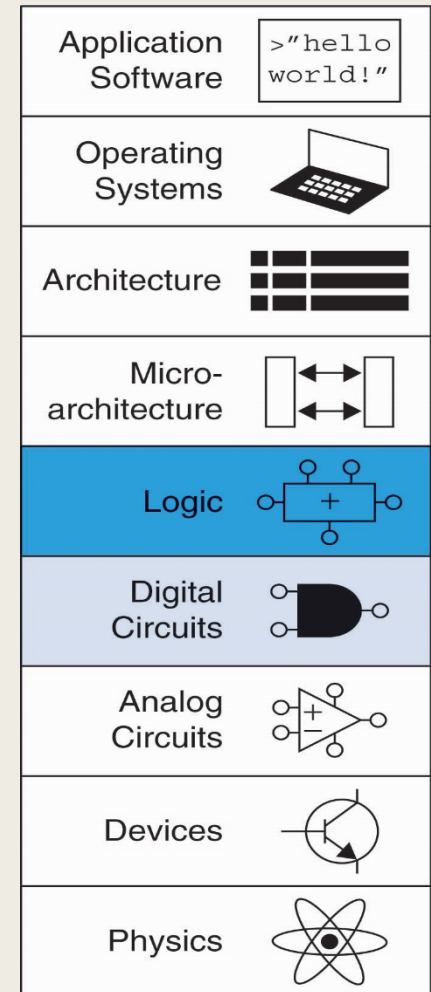 Application
Software
>"hello
world!"
Operating
Systems
Architecture
Micro-
architecture
Logic
+
Digital
Circuits
Analog
Circuits
+
−
Devices
Physics